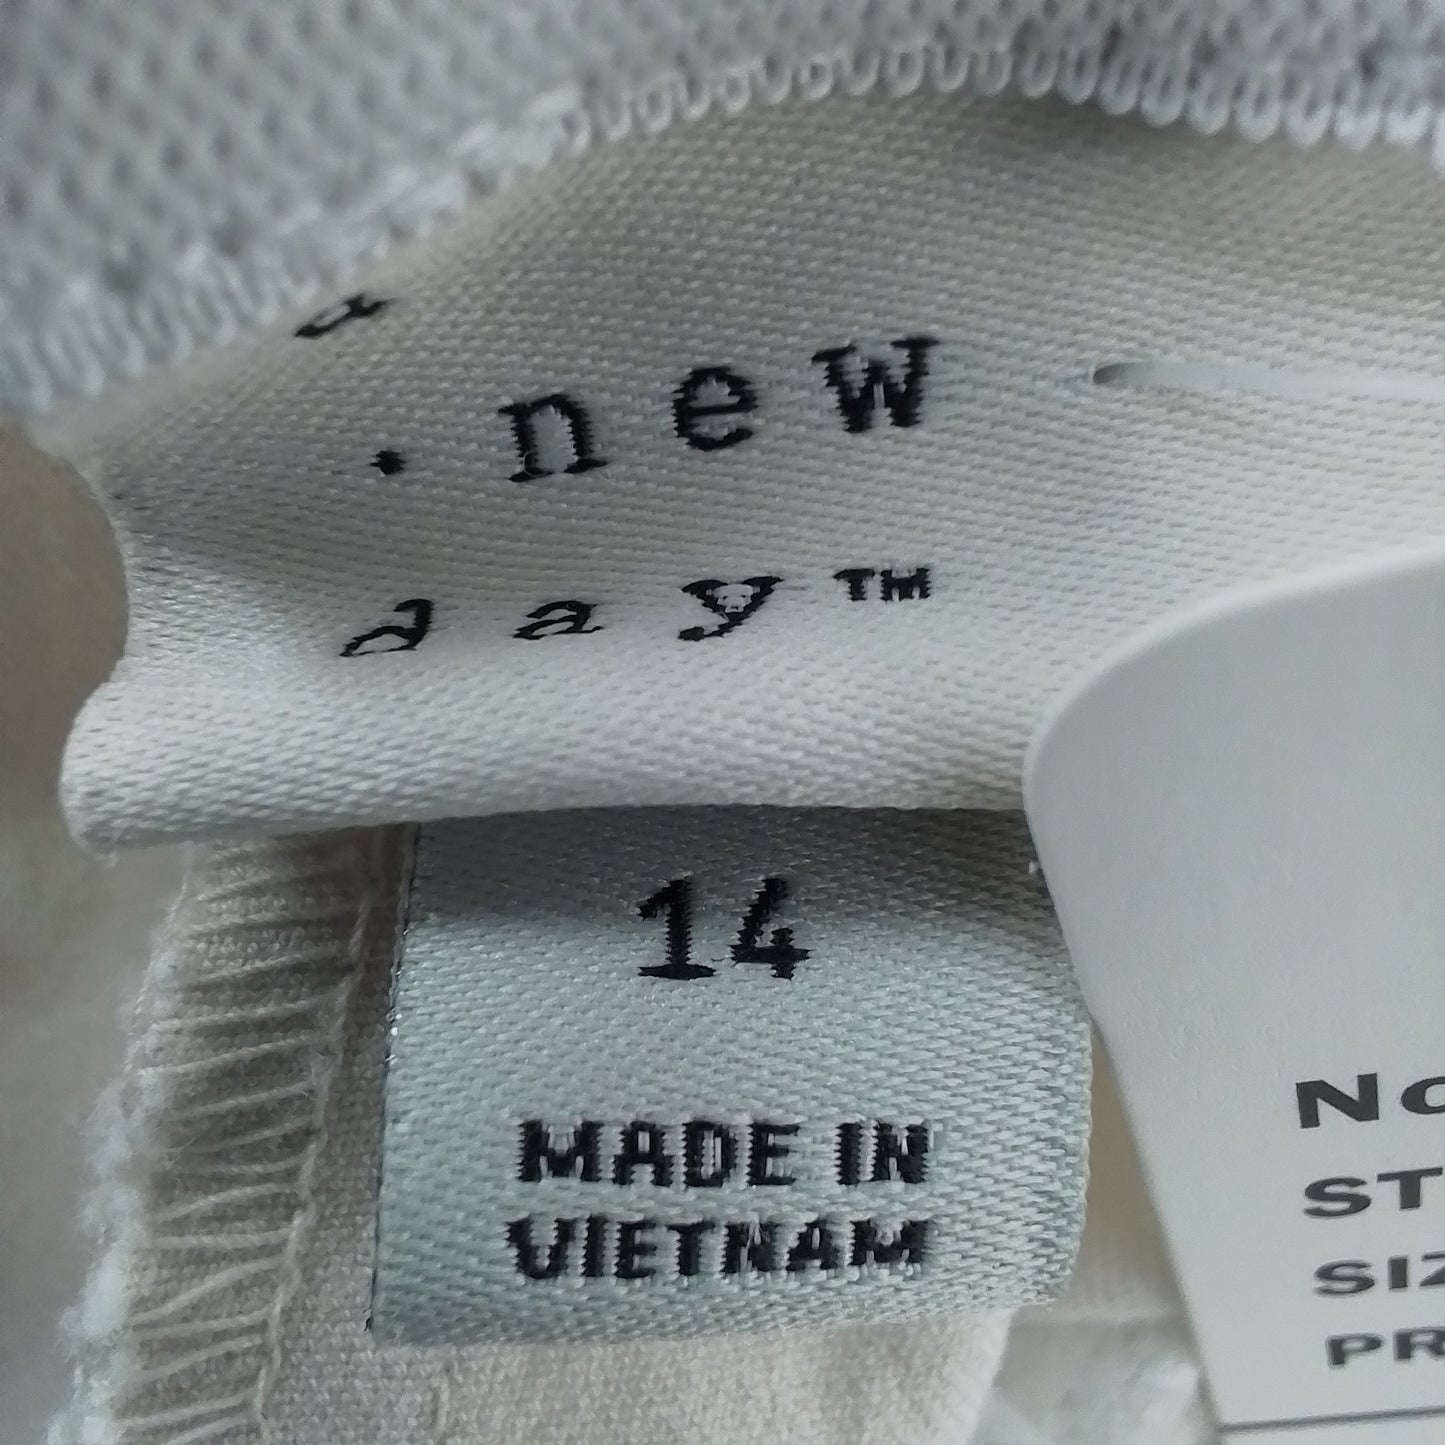 a
· new
day™
14
MADE IN
VIETNAM
No
ST
SIZ
PR